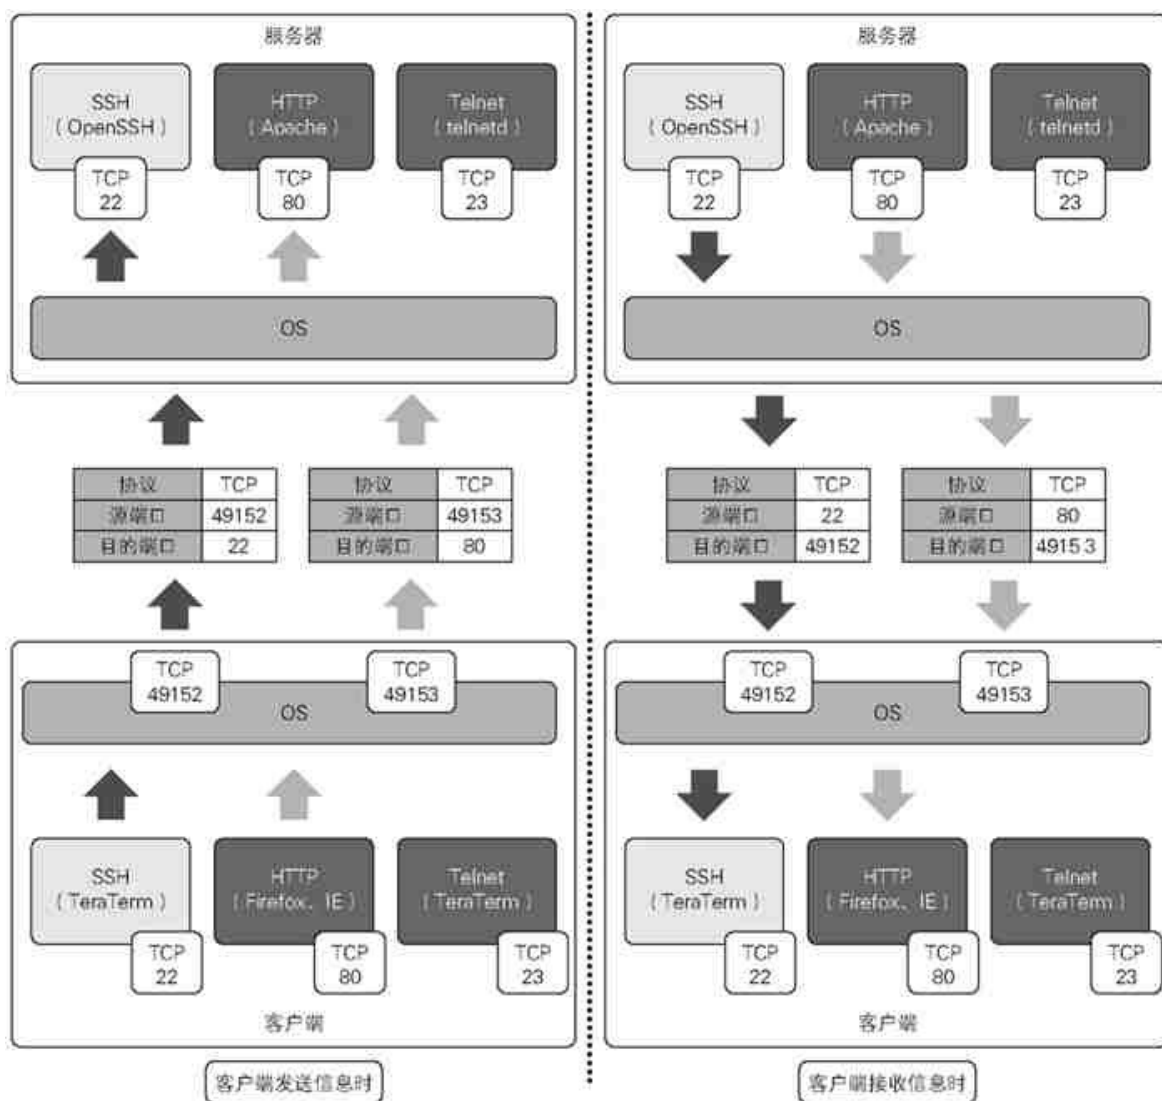 服务器
SSH
(OpenSSH)
HTTP
(Apache)
Telnet
(telnetd)
TCP
22
TCP
80
TCP
23
OS
协议 TCP
源端口 49152
目的端口 22
协议 TCP
源端口 49153
目的端口 80
TCP
49152
TCP
49153
OS
SSH
(TeraTerm)
HTTP
(Firefox、IE)
Telnet
(TeraTerm)
TCP
22
TCP
80
TCP
23
客户端
客户端发送信息时
服务器
SSH
(OpenSSH)
HTTP
(Apache)
Telnet
(telnetd)
TCP
22
TCP
80
TCP
23
OS
协议 TCP
源端口 22
目的端口 49152
协议 TCP
源端口 80
目的端口 49153
TCP
49152
TCP
49153
OS
SSH
(TeraTerm)
HTTP
(Firefox、IE)
Telnet
(TeraTerm)
TCP
22
TCP
80
TCP
23
客户端
客户端接收信息时